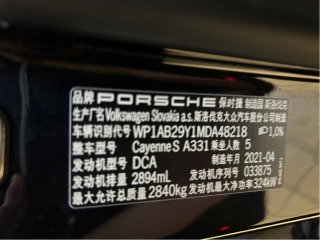 品牌 PORSCHE 保时捷 制造国 斯洛伐克
生产厂名 Volkswagen Slovakia a.s. 斯洛伐克大众汽车股份公司制造
车辆识别代号 WP1AB29Y1MDA48218 1,0%
整车型号 Cayenne S A331 乘坐人数 5
发动机型号 DCA 制造年月 2021-04
发动机排量 2894mL 发动机序号 033875
最大允许总质量 2840kg 发动机最大净功率 324kW